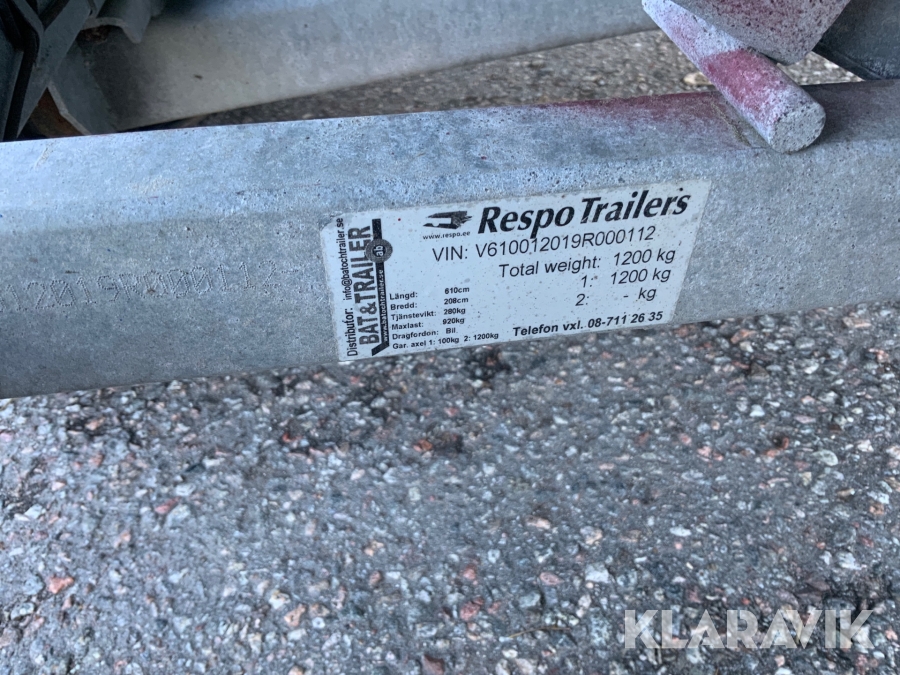 Respo Trailers
www.respo.ee
VIN: V610012019R000112
Total weight: 1200 kg
1: 1200 kg
2: - kg
Telefon vxl. 08-711 26 35
Distributor: info@batochtrailer.se
BAT&TRAILER ab
www.batochtrailer.se
Längd: 610cm
Bredd: 208cm
Tjänstevikt: 280kg
Maxlast: 920kg
Dragfordon: Bil.
Gar. axel 1: 100kg 2: 1200kg
KLARAVIK